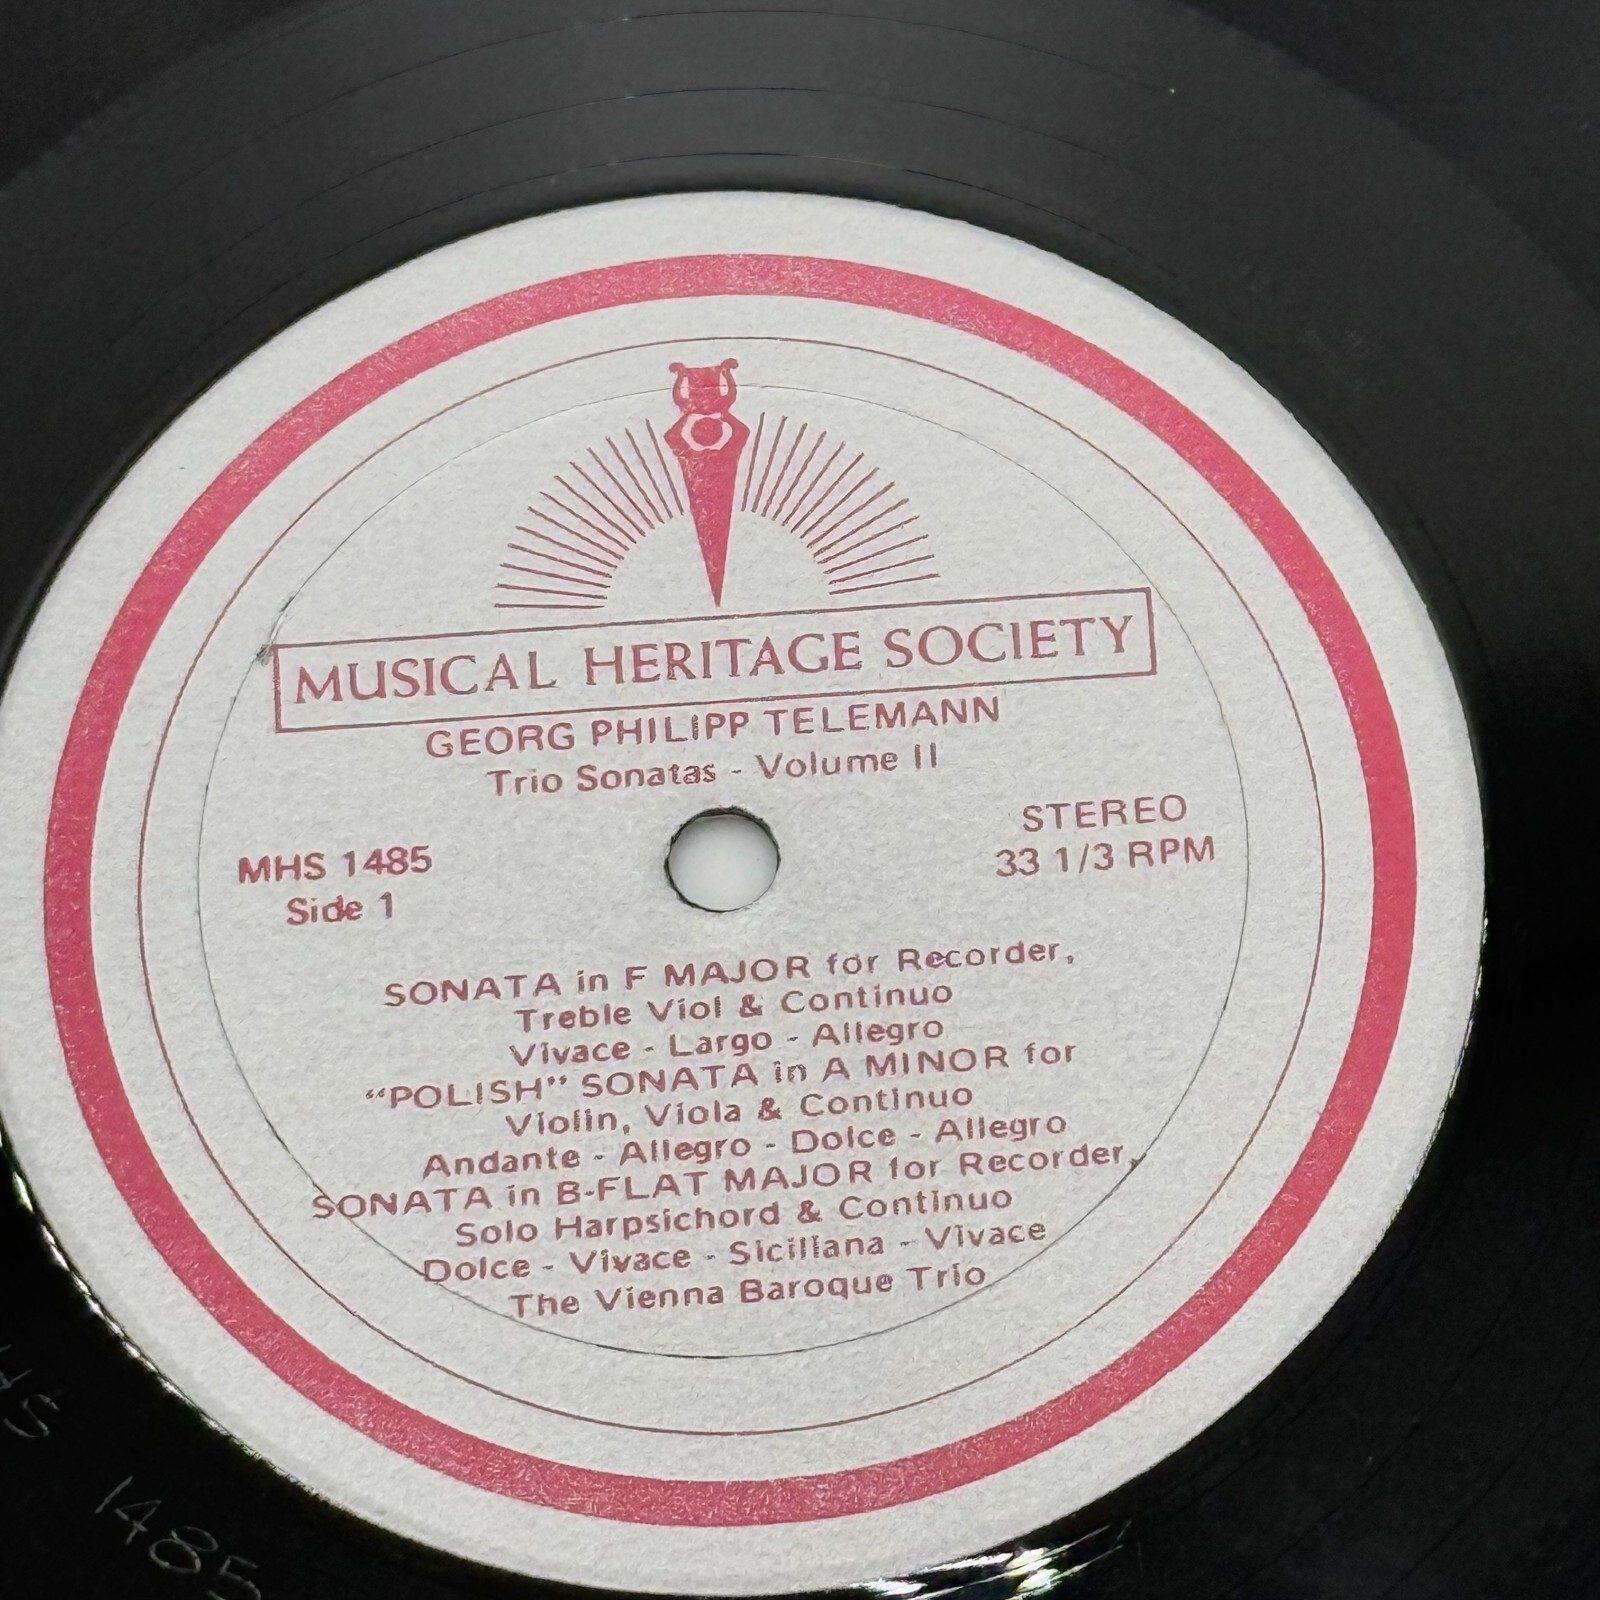 MUSICAL HERITAGE SOCIETY
GEORG PHILIPP TELEMANN
Trio Sonatas - Volume II
STEREO
33 1/3 RPM
MHS 1485
Side 1
SONATA in F MAJOR for Recorder,
Treble Viol & Continuo
Vivace - Largo - Allegro
"POLISH" SONATA in A MINOR for
Violin, Viola & Continuo
Andante - Allegro - Dolce - Allegro
SONATA in B-FLAT MAJOR for Recorder,
Solo Harpsichord & Continuo
Dolce - Vivace - Siciliana - Vivace
The Vienna Baroque Trio
1485